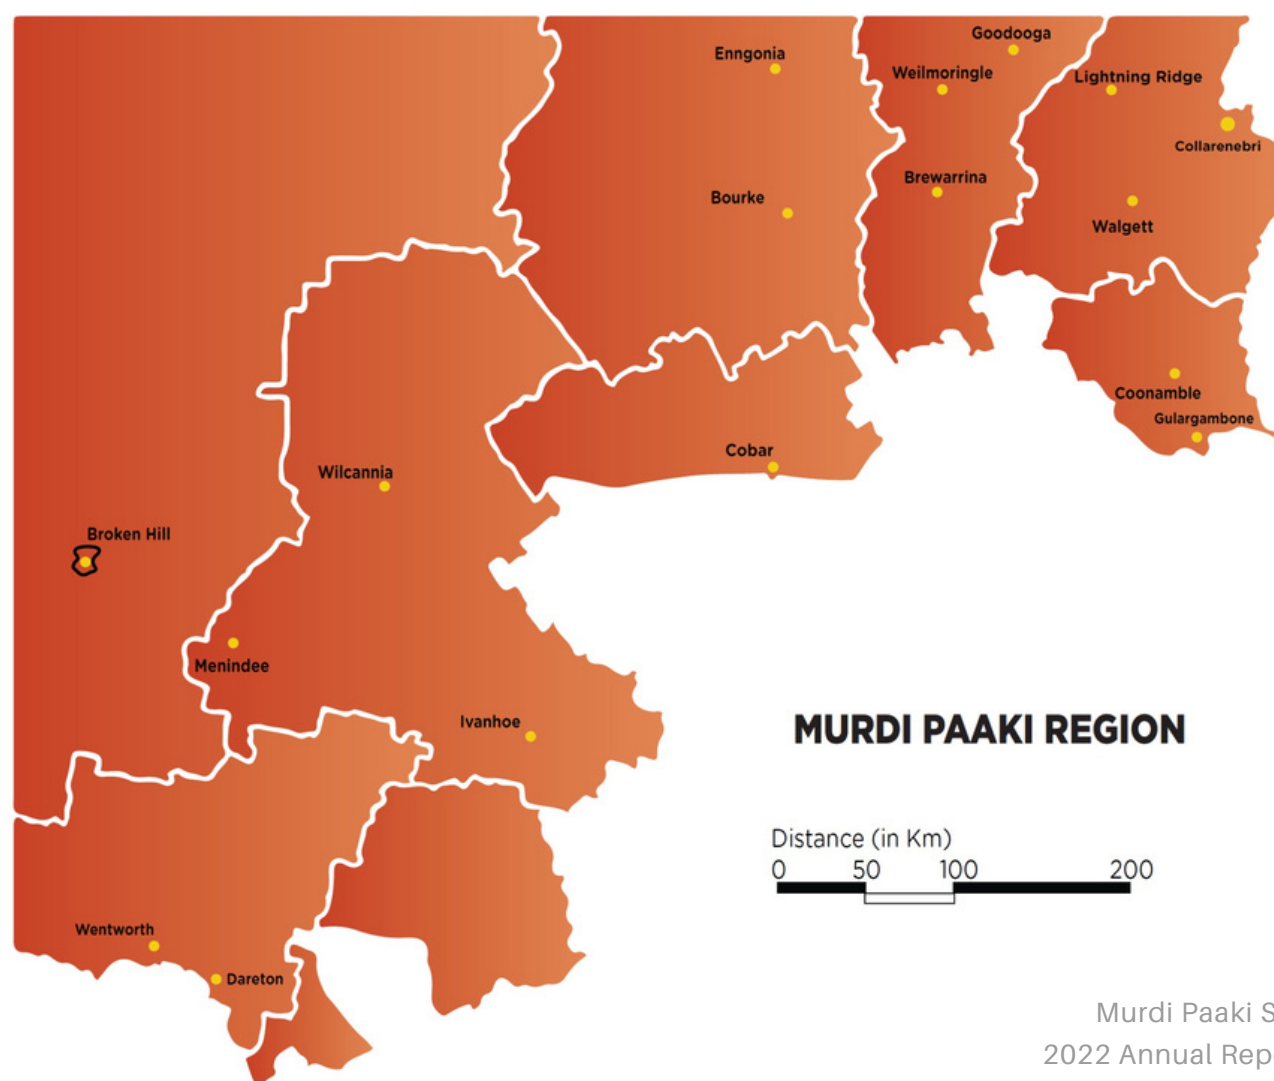 Goodooga
Enngonia
Weilmoringle
Lightning Ridge
Collarenebri
Brewarrina
Bourke
Walgett
Coonamble
Gulargambone
Cobar
Wilcannia
Broken Hill
Menindee
Ivanhoe
MURDI PAAKI REGION
Distance (in Km)
0 50 100 200
Wentworth
Dareton
Murdi Paaki S
2022 Annual Rep